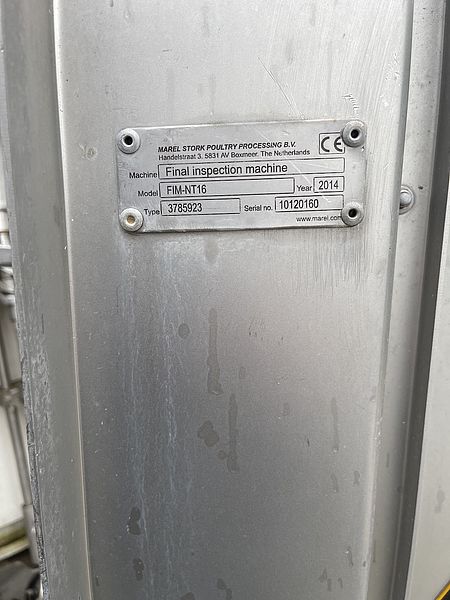 MAREL STORK POULTRY PROCESSING B.V.
Handelstraat 3, 5831 AV Boxmeer, The Netherlands
CE
Machine Final inspection machine
Model FIM-NT16 Year 2014
Type 3785923 Serial no. 10120160
www.marel.com